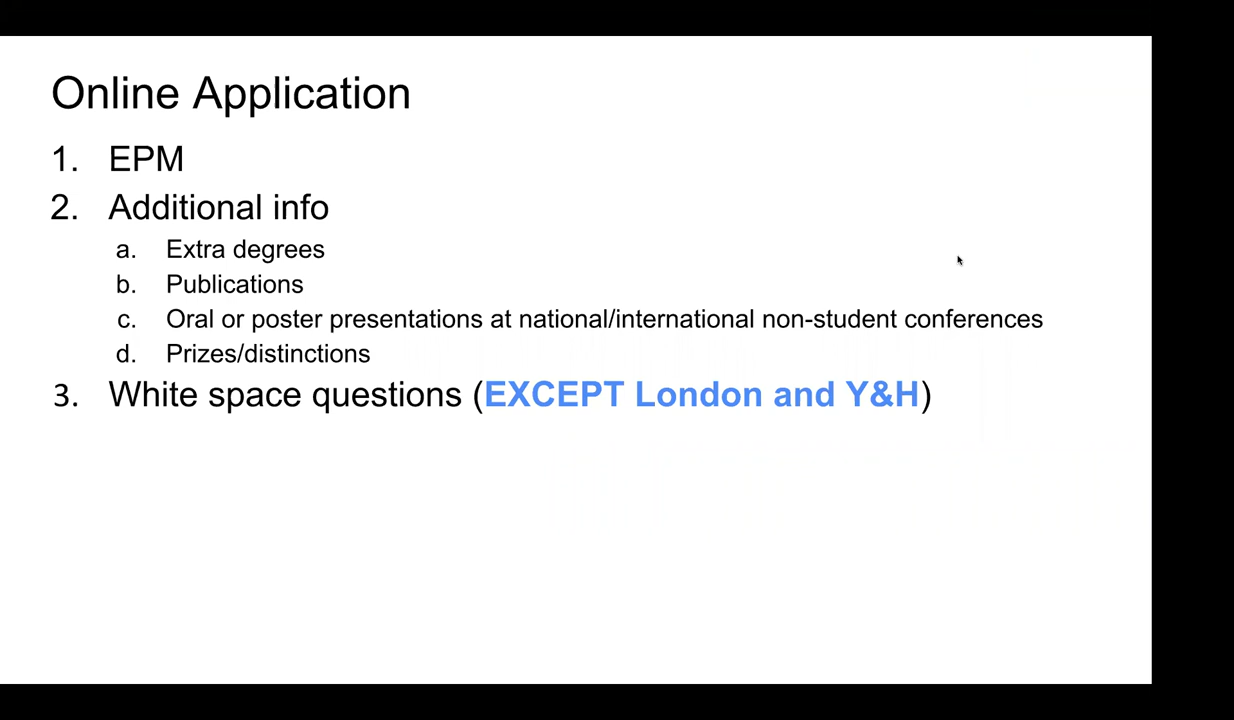 Online Application
1. EPM
2. Additional info
a. Extra degrees
b. Publications
c. Oral or poster presentations at national/international non-student conferences
d. Prizes/distinctions
3. White space questions (EXCEPT London and Y&H)